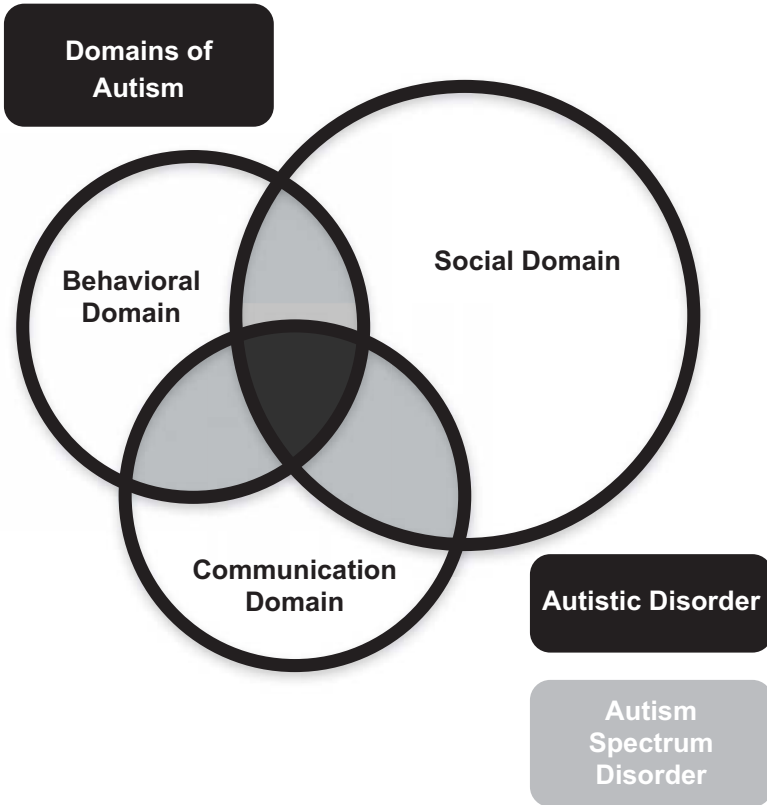 Domains of
Autism
Behavioral
Domain
Social Domain
Communication
Domain
Autistic Disorder
Autism
Spectrum
Disorder